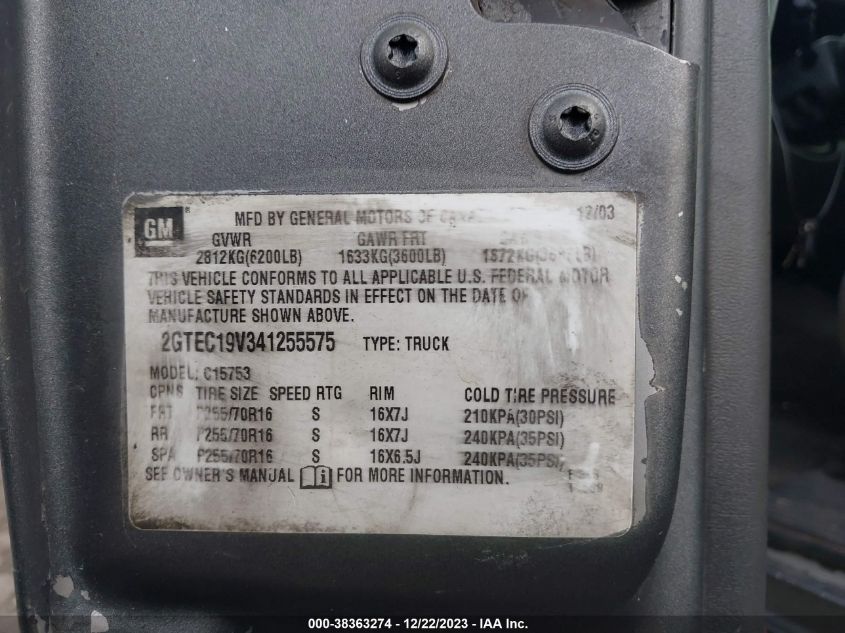 GM ® MFD BY GENERAL MOTORS OF 12/03
GVWR GAWR FRT
2812KG(6200LB) 1633KG(3600LB)
THIS VEHICLE CONFORMS TO ALL APPLICABLE U.S. FEDERAL MOTOR
VEHICLE SAFETY STANDARDS IN EFFECT ON THE DATE OF
MANUFACTURE SHOWN ABOVE.
2GTEC19V341255575 TYPE: TRUCK
MODEL: C15753
CPNS TIRE SIZE SPEED RTG RIM COLD TIRE PRESSURE
FRT P255/70R16 S 16X7J 210KPA(30PSI)
RR P255/70R16 S 16X7J 240KPA(35PSI)
SPA P255/70R16 S 16X6.5J 240KPA(35PSI)
SEE OWNER'S MANUAL FOR MORE INFORMATION.
000-38363274 - 12/22/2023 - IAA Inc.